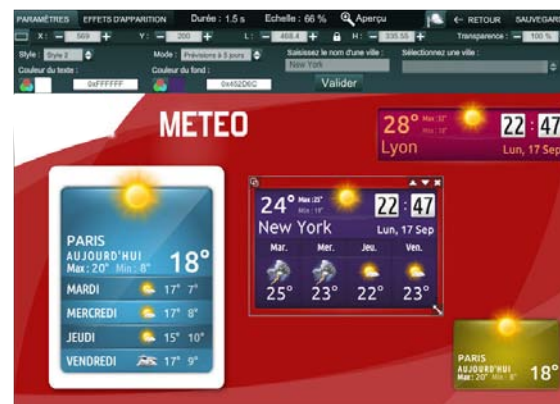 PARAMÈTRES EFFETS D'APPARITION Durée : 1.5 s Echelle : 66 % Aperçu RETOUR SAUVEGAR
X : 569 Y : 200 L : 468.4 H : 335.55 Transparence : 100 %
Style : Style 2 Mode : Prévisions à 5 jours Saisissez le nom d'une ville : Sélectionnez une ville :
New York
Couleur du texte : Couleur du fond :
0xFFFFFF 0x452D6C Valider
METEO
28° Max : 32° 22 : 47
Lyon Lun, 17 Sep
24° Max : 25° 22 : 47
Min : 19°
New York Lun, 17 Sep
Mar. Mer. Jeu. Ven.
25° 23° 22° 23°
PARIS
AUJOURD'HUI 18°
Max : 20° Min : 8°
MARDI 17° 7°
MERCREDI 17° 8°
JEUDI 15° 10°
VENDREDI 17° 9°
PARIS
AUJOURD'HUI 18°
Max : 20° Min : 8°